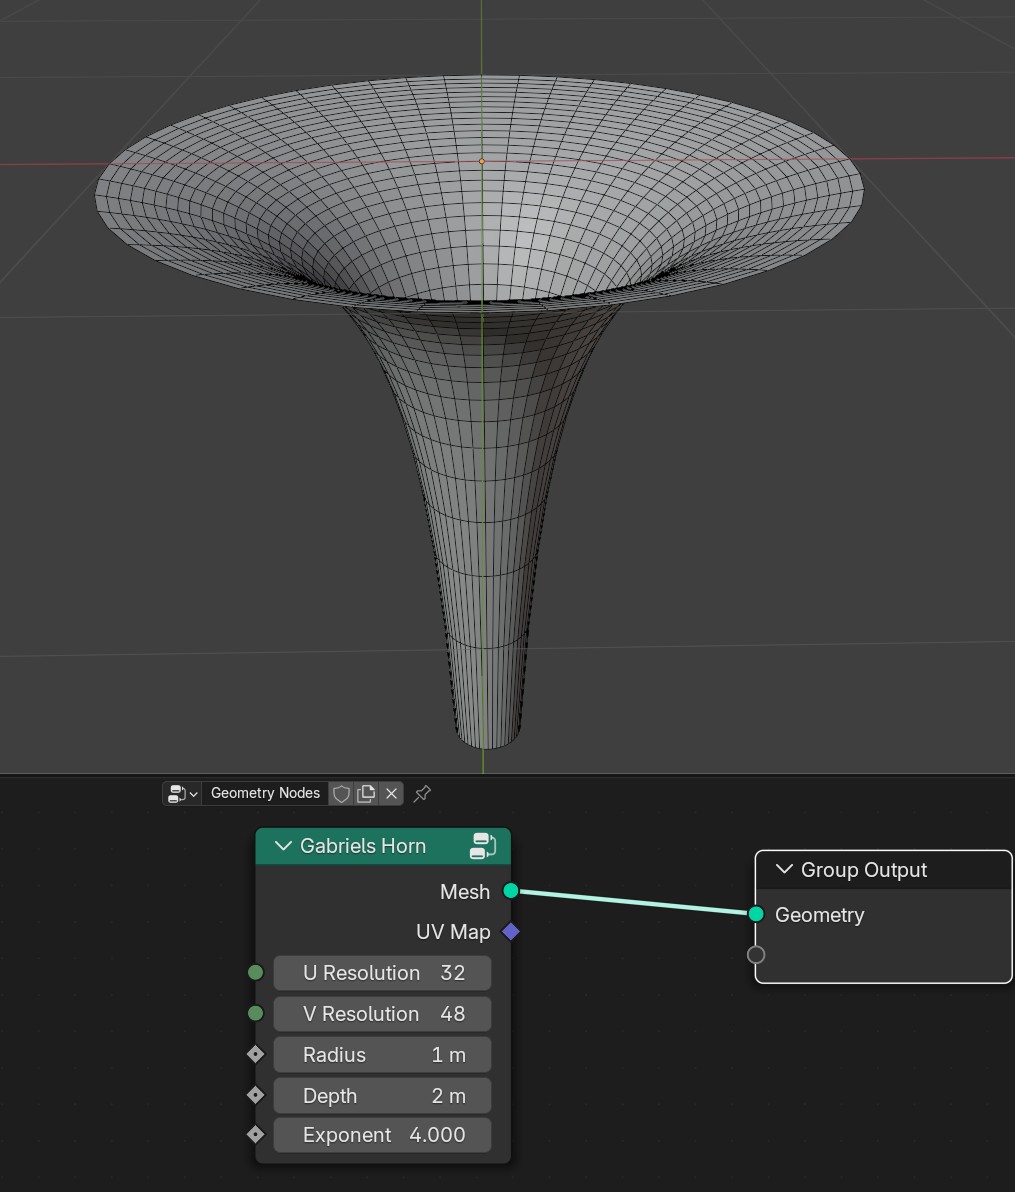 Geometry Nodes
Gabriels Horn
Mesh
UV Map
U Resolution 32
V Resolution 48
Radius 1 m
Depth 2 m
Exponent 4.000
Group Output
Geometry